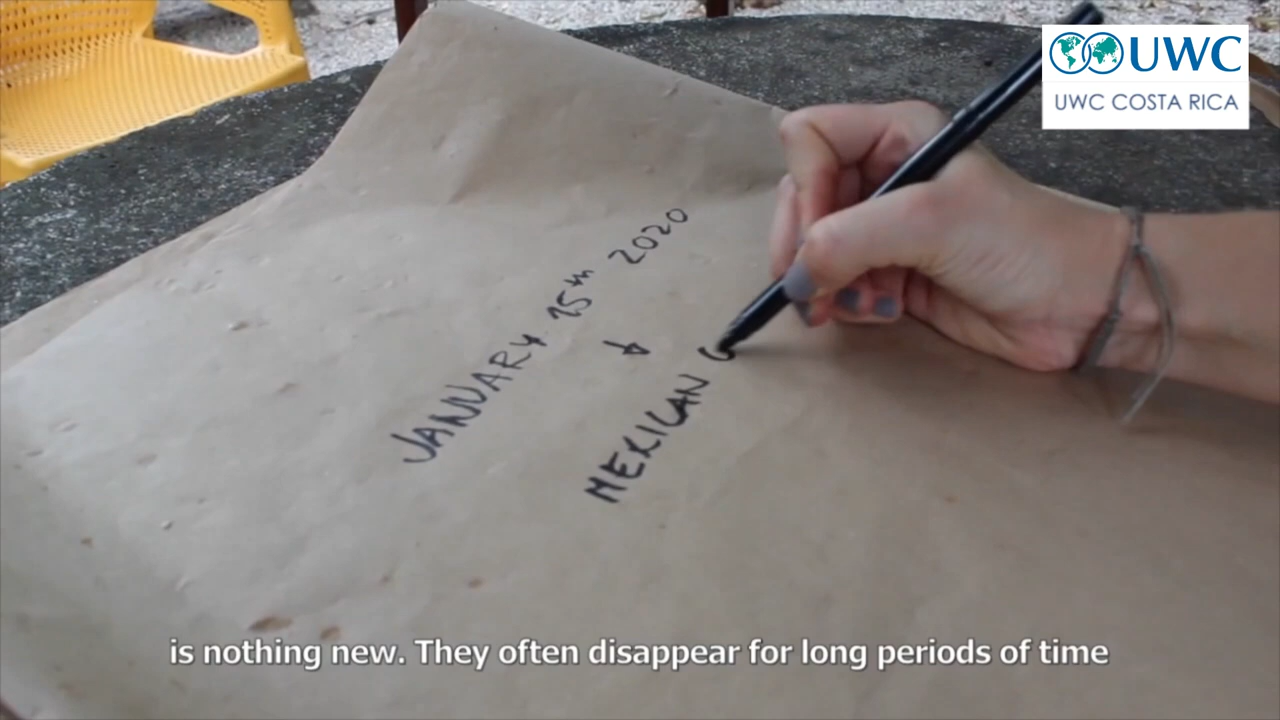 UWC
UWC COSTA RICA
JANUARY 15th 2020
MEXICAN G
is nothing new. They often disappear for long periods of time